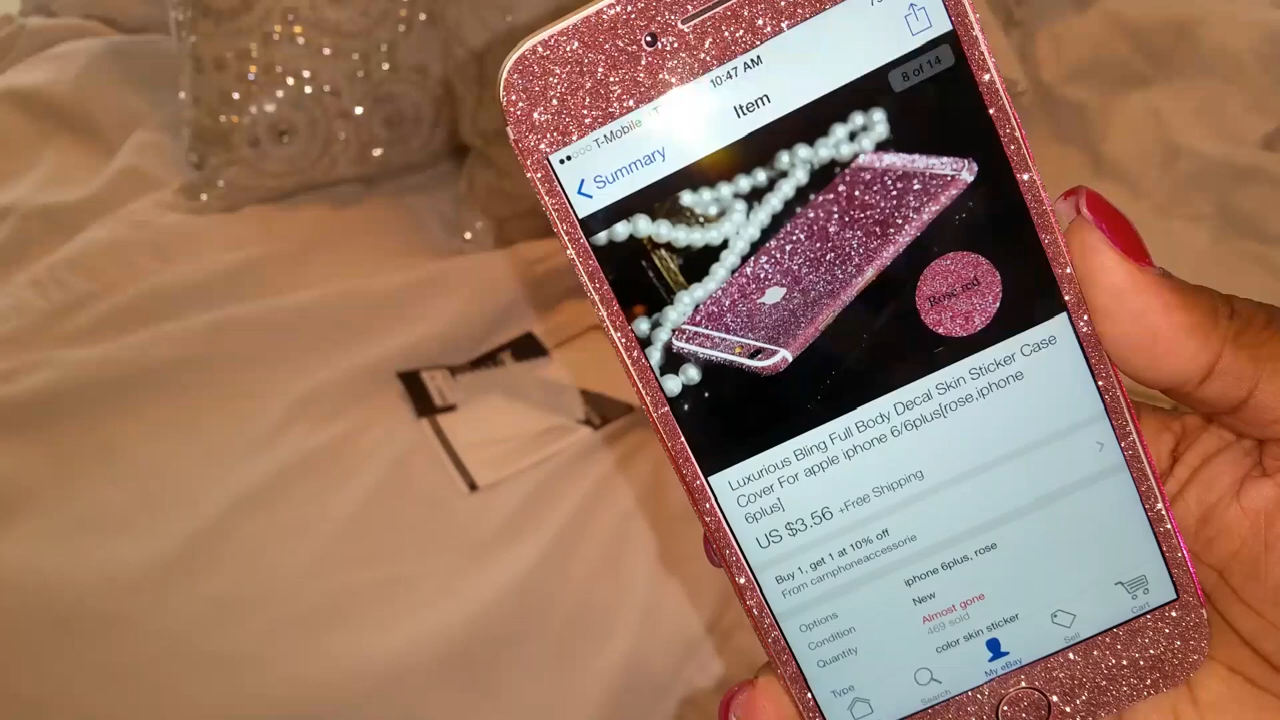 T-Mobile
10:47 AM
Item
Summary
8 of 14
Rose red
Luxurious Bling Full Body Decal Skin Sticker Case
Cover For apple iphone 6/6plus[rose,iphone
6plus]
US $3.56 +Free Shipping
Buy 1, get 1 at 10% off
From camphoneaccessorie
Options iphone 6plus, rose
Condition New
Quantity Almost gone
469 sold
Type color skin sticker
Search
My eBay
Sell
Cart